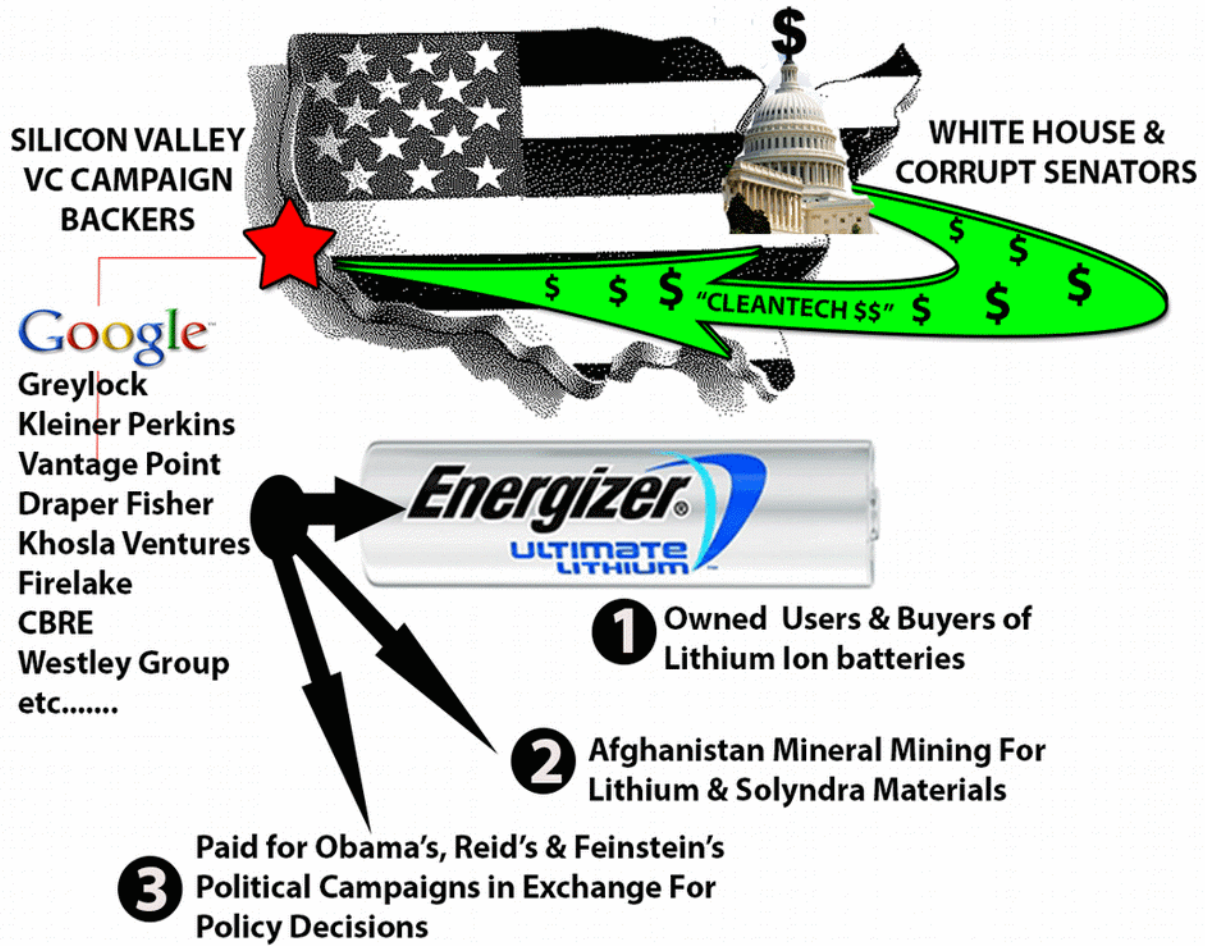 $
SILICON VALLEY
VC CAMPAIGN
BACKERS
WHITE HOUSE &
CORRUPT SENATORS
$ $ $ "CLEANTECH $$" $ $ $ $ $
Google™
Greylock
Kleiner Perkins
Vantage Point
Draper Fisher
Khosla Ventures
Firelake
CBRE
Westley Group
etc.......
Energizer®
ULTIMATE
LITHIUM™
1 Owned Users & Buyers of
Lithium Ion batteries
2 Afghanistan Mineral Mining For
Lithium & Solyndra Materials
3 Paid for Obama's, Reid's & Feinstein's
Political Campaigns in Exchange For
Policy Decisions